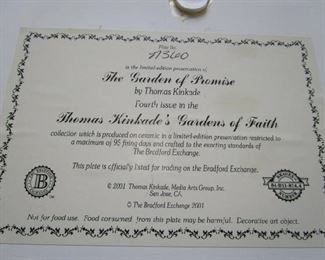 Plate No.
is the limited-edition presentation of
The Garden of Promise
by Thomas Kinkade
Fourth issue in the
Thomas Kinkade's Gardens of Faith
collection which is produced on ceramic in a limited-edition presentation restricted to
a maximum of 95 firing days and crafted to the exacting standards of
The Bradford Exchange.
This plate is officially listed for trading on the Bradford Exchange.
© 2001 Thomas Kinkade, Media Arts Group, Inc.
San Jose, CA
© The Bradford Exchange 2001
B
Not for food use. Food consumed from this plate may be harmful. Decorative art object.